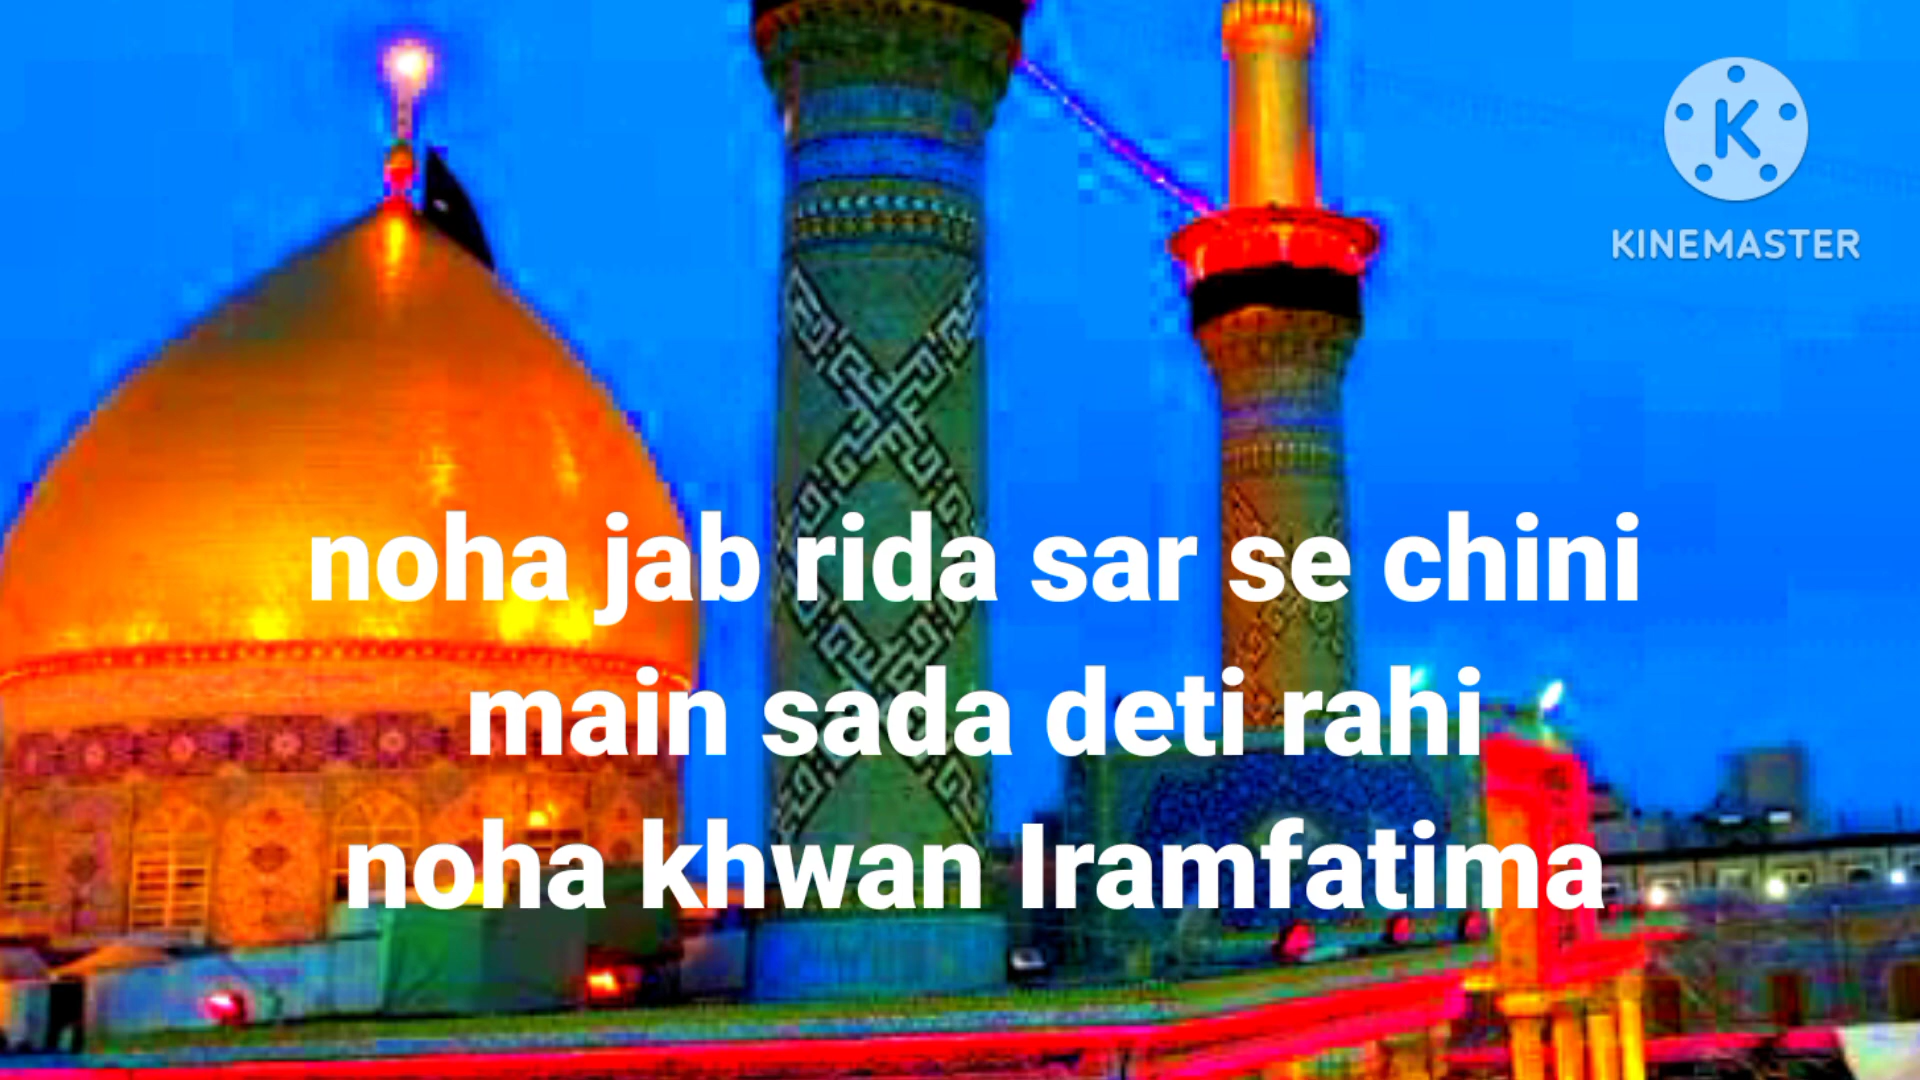 KINEMASTER
noha jab rida sar se chini
main sada deti rahi
noha khwan Iramfatima